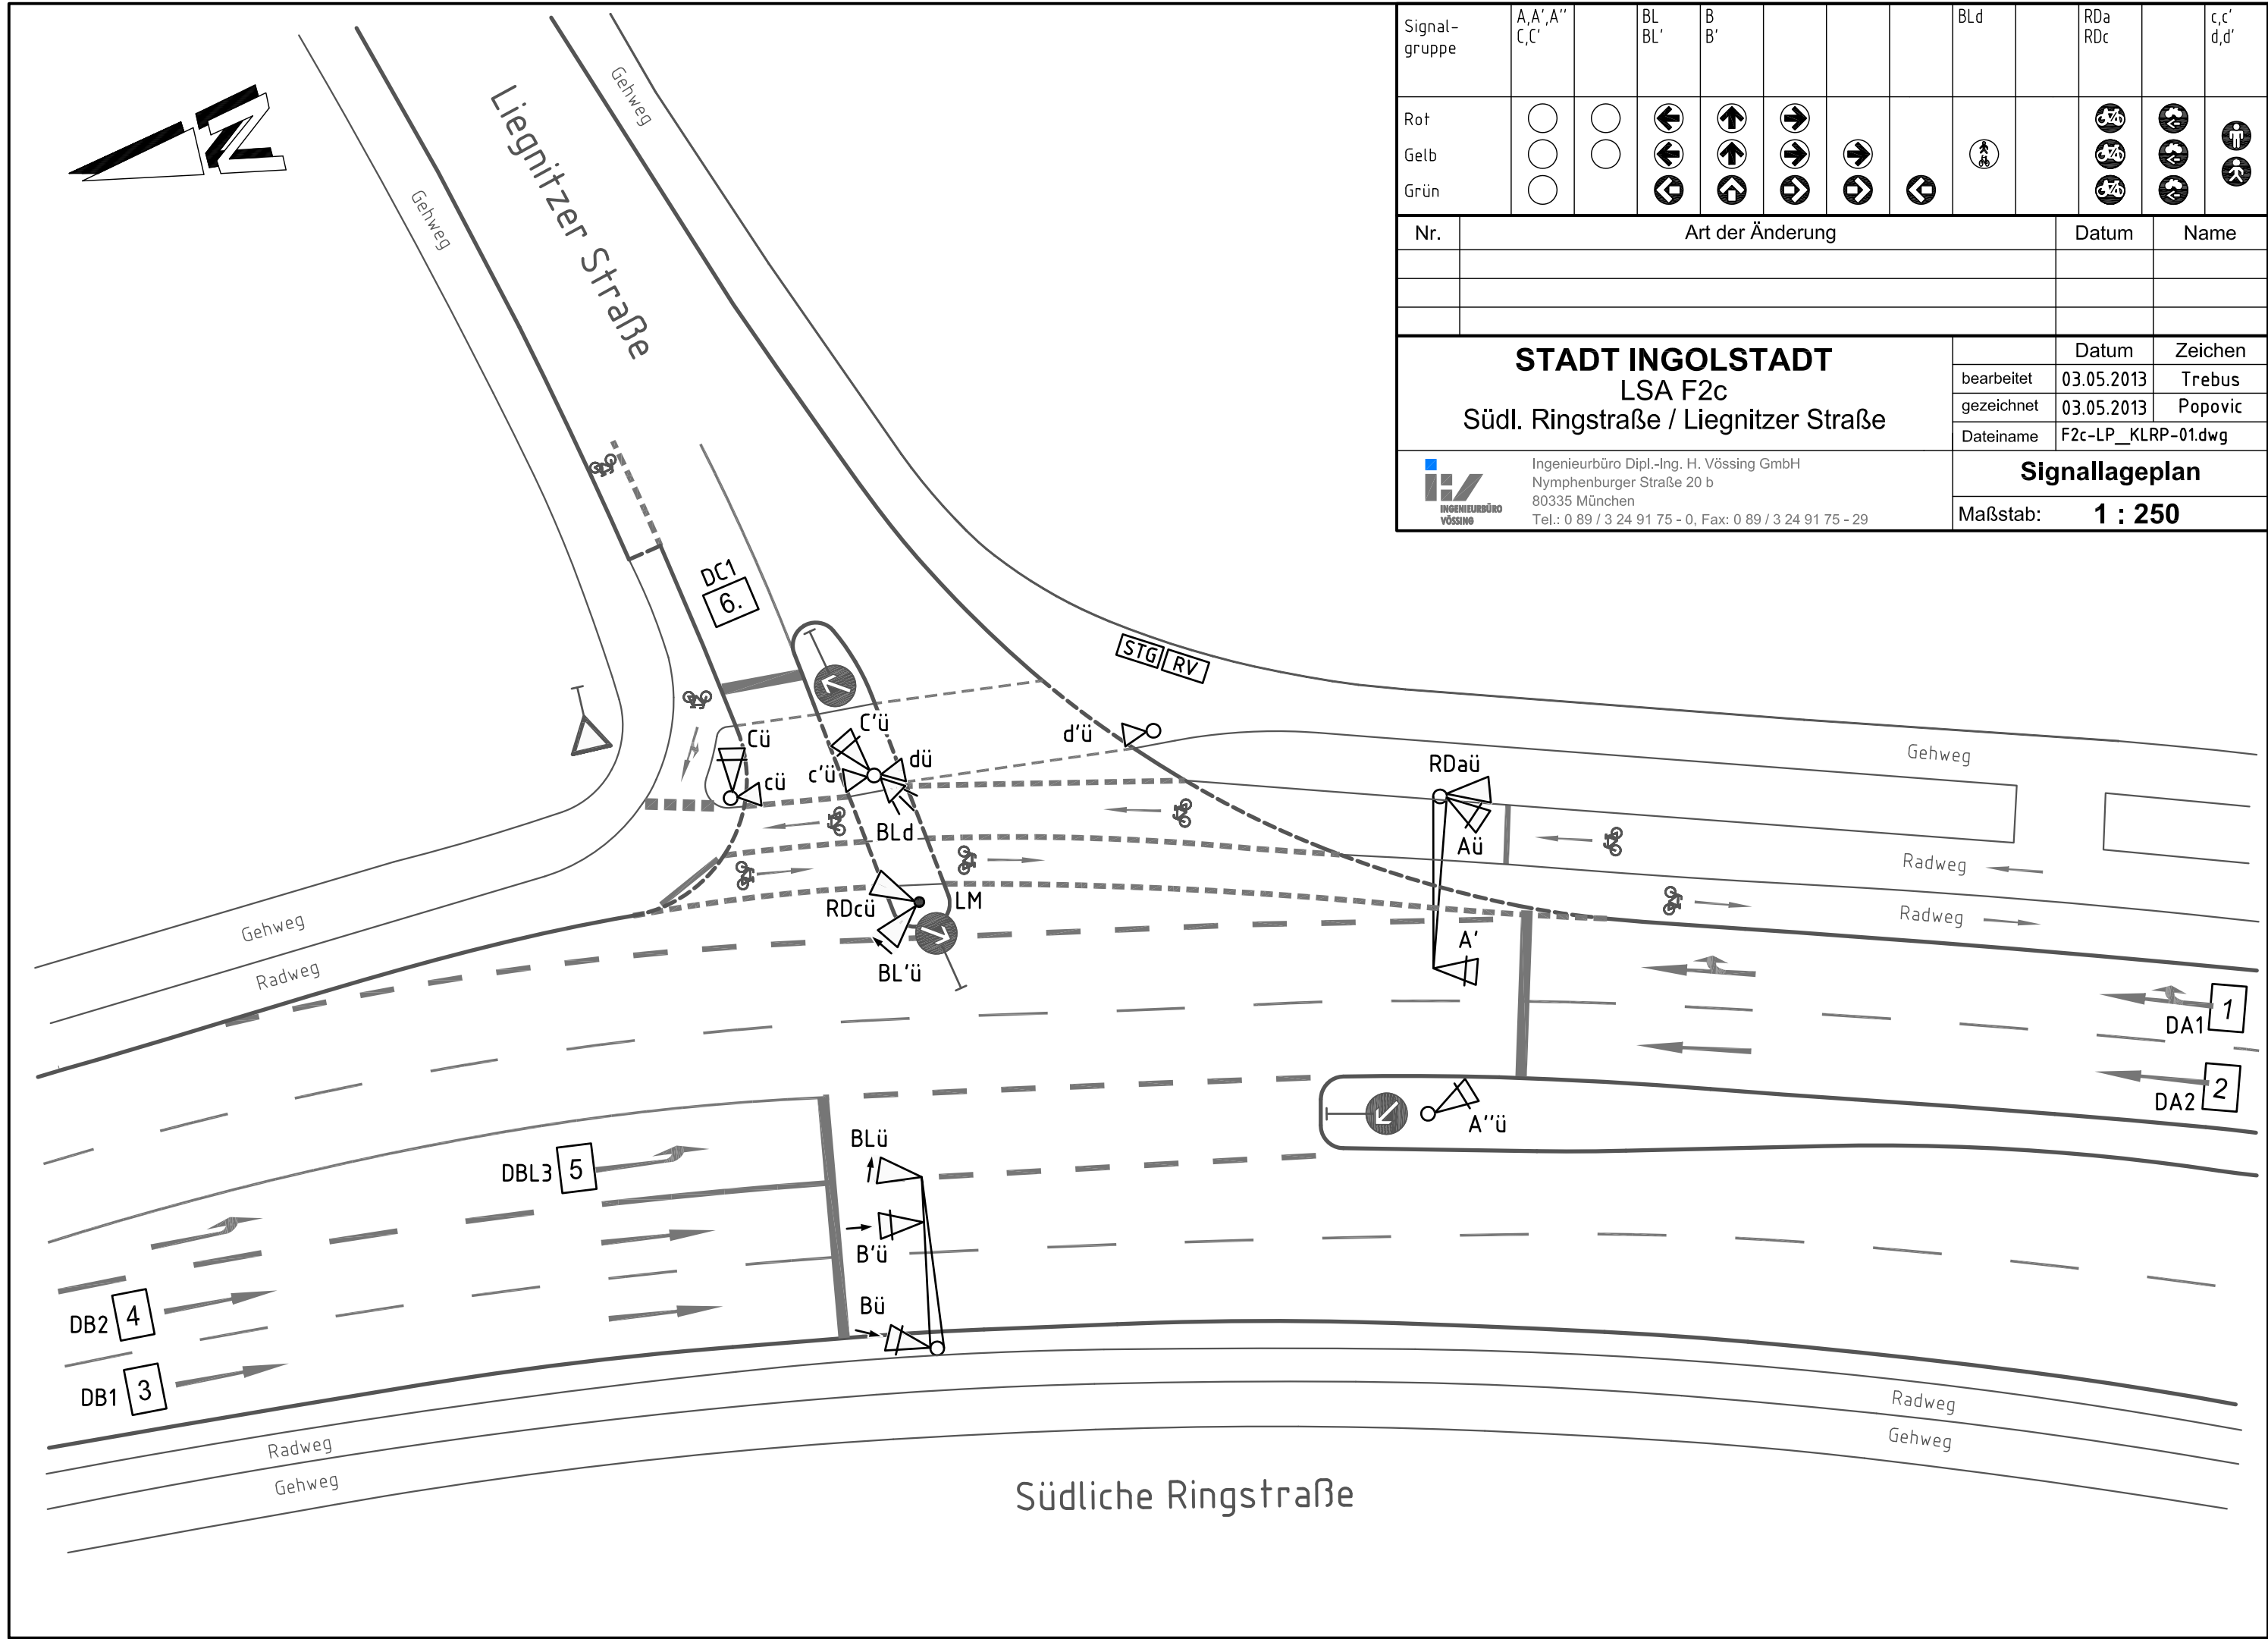 Signal-
gruppe
A,A',A''
C,C'
BL
BL'
B
B'
BLd
RDa
RDc
c,c'
d,d'
Rot
Gelb
Grün
Nr.
Art der Änderung
Datum
Name
STADT INGOLSTADT
LSA F2c
Südl. Ringstraße / Liegnitzer Straße
Datum
Zeichen
bearbeitet
03.05.2013
Trebus
gezeichnet
03.05.2013
Popovic
Dateiname
F2c-LP__KLRP-01.dwg
INGENIEURBÜRO
VÖSSING
Ingenieurbüro Dipl.-Ing. H. Vössing GmbH
Nymphenburger Straße 20 b
80335 München
Tel.: 0 89 / 3 24 91 75 - 0, Fax: 0 89 / 3 24 91 75 - 29
Signallageplan
Maßstab:
1 : 250
N
Gehweg
Liegnitzer Straße
Gehweg
DC1
6.
STG
RV
Cü
cü
C'ü
c'ü
dü
d'ü
BLd
RDaü
Aü
Gehweg
Radweg
Radweg
RDcü
LM
BL'ü
A'
Gehweg
Radweg
1
DA1
2
DA2
A''ü
DBL3
5
BLü
B'ü
Bü
DB2
4
DB1
3
Radweg
Gehweg
Radweg
Gehweg
Südliche Ringstraße